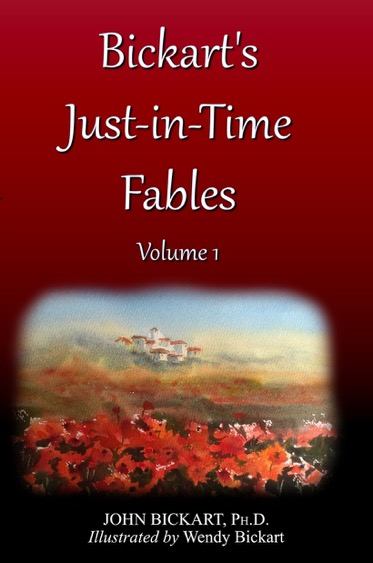 Bickart's
Just-in-Time
Fables
Volume 1
JOHN BICKART, PH.D.
Illustrated by Wendy Bickart